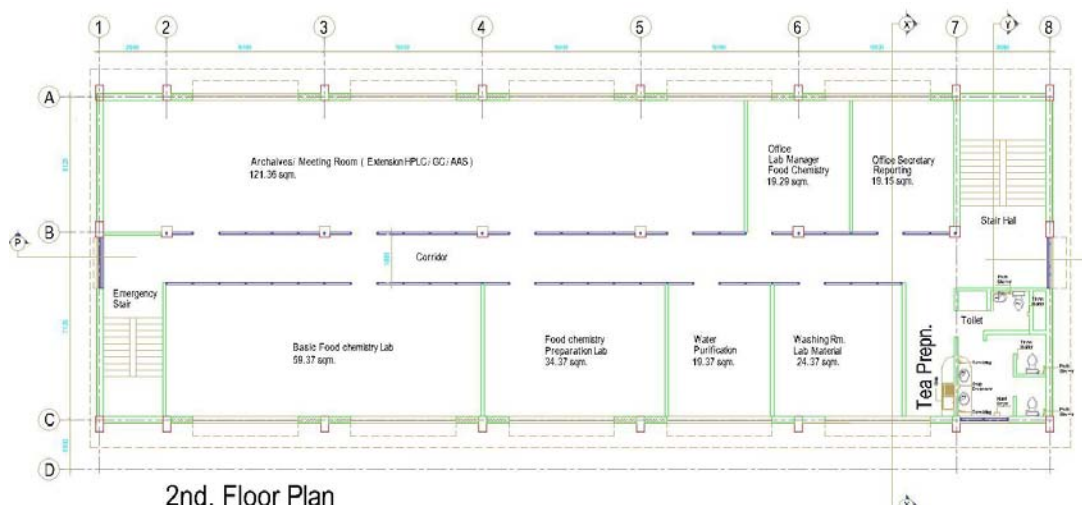 1
2
3
4
5
6
7
8
X
Y
A
Archaives/ Meeting Room ( Extension HPLC / GC / AAS )
121.36 sqm.
Office
Lab Manager
Food Chemistry
19.29 sqm.
Office Secretary
Reporting
19.15 sqm.
Stair Hall
B
P
Corridor
Emergency
Stair
Basic Food chemistry Lab
59.37 sqm.
Food chemistry
Preparation Lab
34.37 sqm.
Water
Purification
19.37 sqm.
Washing Rm.
Lab Material
24.37 sqm.
Tea Prepn.
Toilet
C
D
2nd. Floor Plan